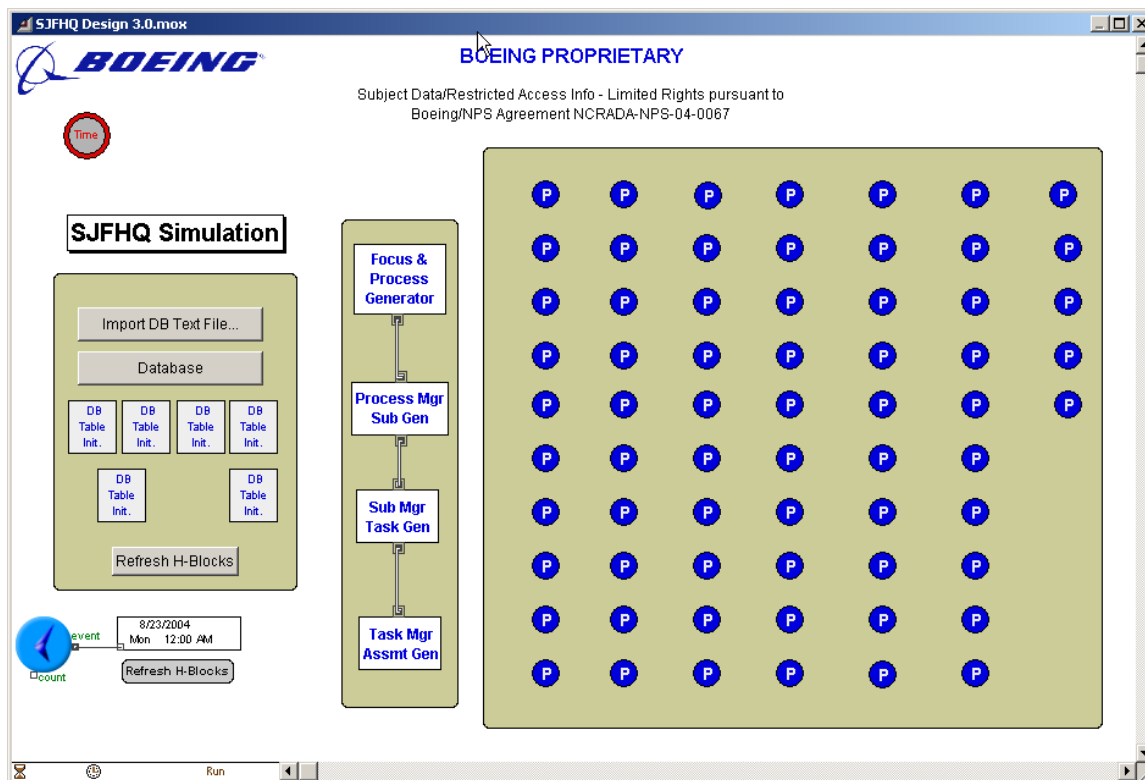 SJFHQ Design 3.0.mox
BOEING
BOEING PROPRIETARY
Subject Data/Restricted Access Info - Limited Rights pursuant to
Boeing/NPS Agreement NCRADA-NPS-04-0067
Time
SJFHQ Simulation
Import DB Text File...
Database
DB Table Init.
DB Table Init.
DB Table Init.
DB Table Init.
DB Table Init.
DB Table Init.
Refresh H-Blocks
event
count
8/23/2004
Mon 12:00 AM
Refresh H-Blocks
Focus &
Process
Generator
Process Mgr
Sub Gen
Sub Mgr
Task Gen
Task Mgr
Assmt Gen
P P P P P P P
P P P P P P P
P P P P P P P
P P P P P P P
P P P P P P P
P P P P P P
P P P P P P
P P P P P P
P P P P P P
P P P P P P
Run